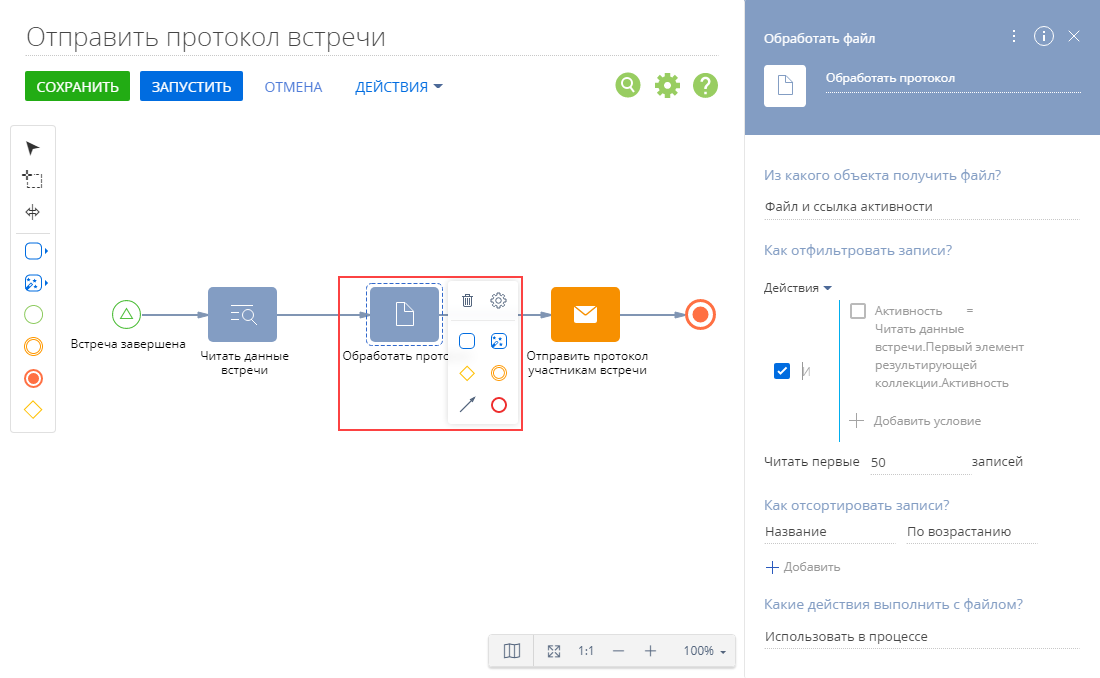 Отправить протокол встречи
СОХРАНИТЬ
ЗАПУСТИТЬ
ОТМЕНА
ДЕЙСТВИЯ
Встреча завершена
Читать данные
встречи
Обработать прото
Отправить протокол
участникам встречи
1:1
100%
Обработать файл
Обработать протокол
Из какого объекта получить файл?
Файл и ссылка активности
Как отфильтровать записи?
Действия
И
Активность =
Читать данные
встречи.Первый элемент
результирующей
коллекции.Активность
Добавить условие
Читать первые 50 записей
Как отсортировать записи?
Название По возрастанию
Добавить
Какие действия выполнить с файлом?
Использовать в процессе